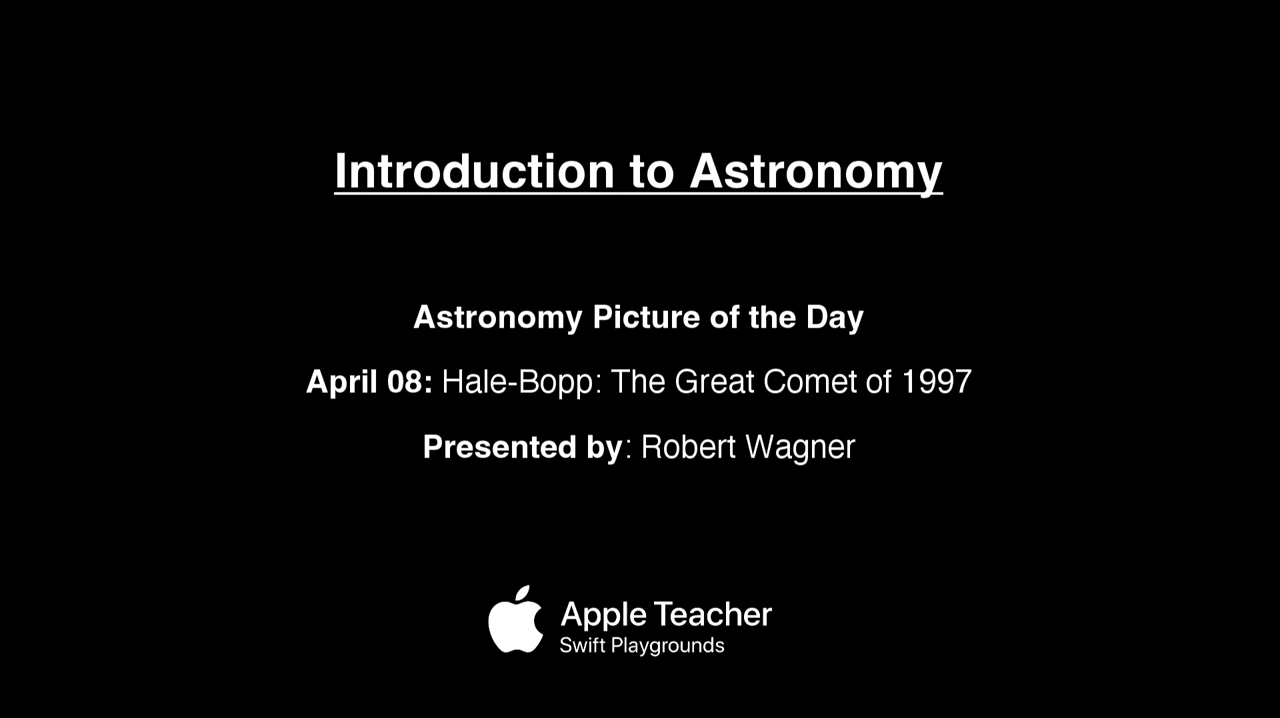 Introduction to Astronomy
Astronomy Picture of the Day
April 08: Hale-Bopp: The Great Comet of 1997
Presented by: Robert Wagner
Apple Teacher
Swift Playgrounds